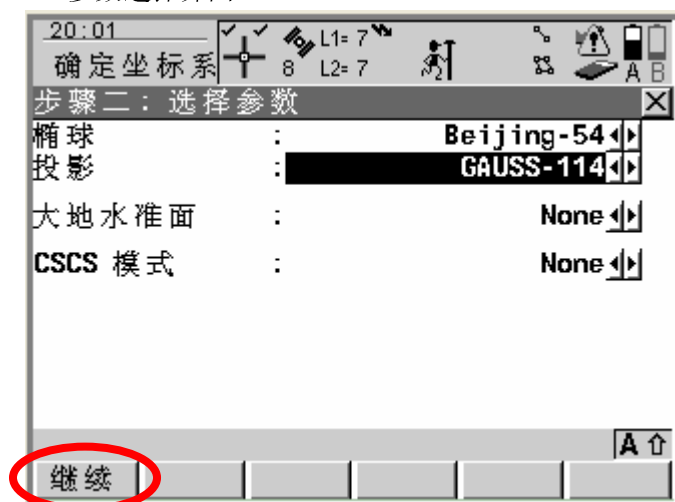 20:01
L1= 7
确定坐标系
8
L2= 7
A B
步骤二：选择参数
椭球 : Beijing-54
投影 : GAUSS-114
大地水准面 : None
CSCS 模式 : None
A
继续